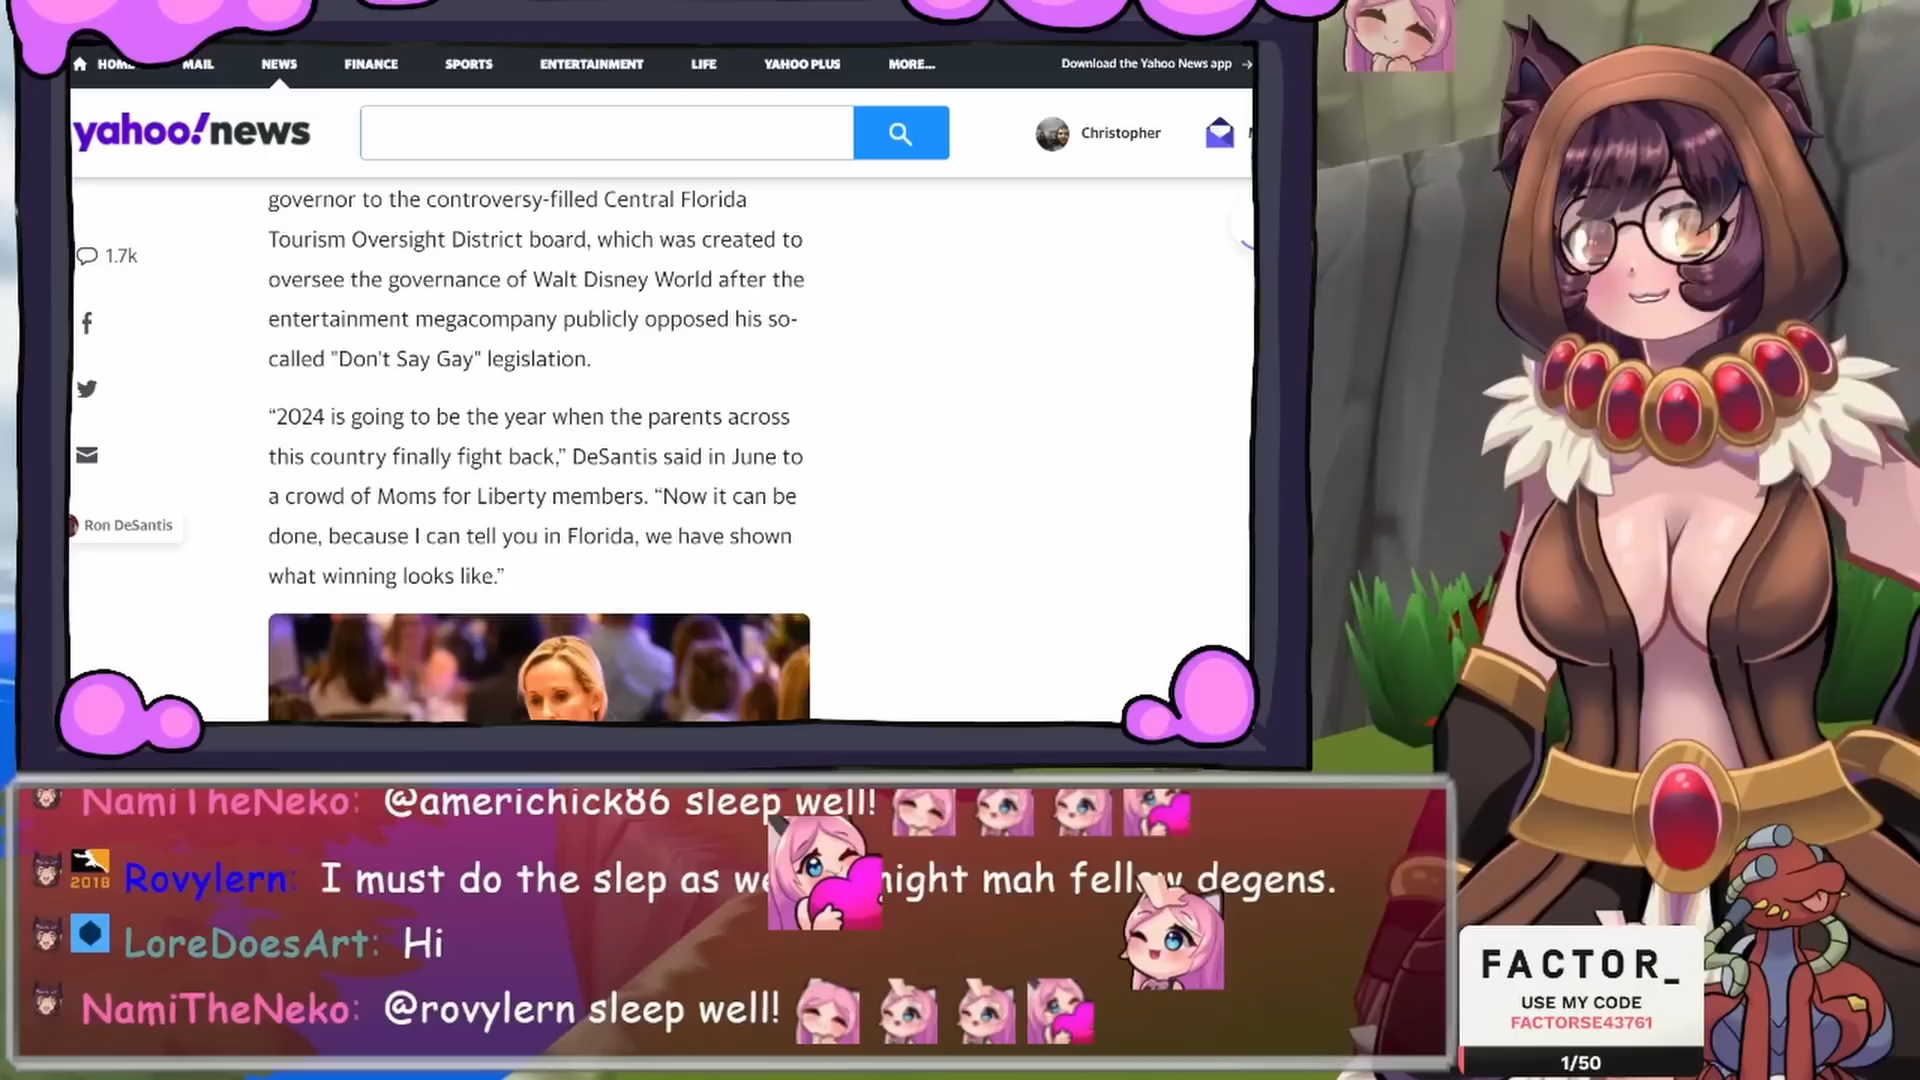 HOME MAIL NEWS FINANCE SPORTS ENTERTAINMENT LIFE YAHOO PLUS MORE... Download the Yahoo News app →
yahoo!news
Christopher
governor to the controversy-filled Central Florida
Tourism Oversight District board, which was created to
oversee the governance of Walt Disney World after the
entertainment megacompany publicly opposed his so-
called "Don't Say Gay" legislation.
1.7k
“2024 is going to be the year when the parents across
this country finally fight back,” DeSantis said in June to
a crowd of Moms for Liberty members. “Now it can be
done, because I can tell you in Florida, we have shown
what winning looks like.”
Ron DeSantis
NamiTheNeko: @americhick86 sleep well!
2018 Rovylern: I must do the slep as night mah fellow degens.
LoreDoesArt: Hi
NamiTheNeko: @rovylern sleep well!
FACTOR_
USE MY CODE
FACTORSE43761
1/50